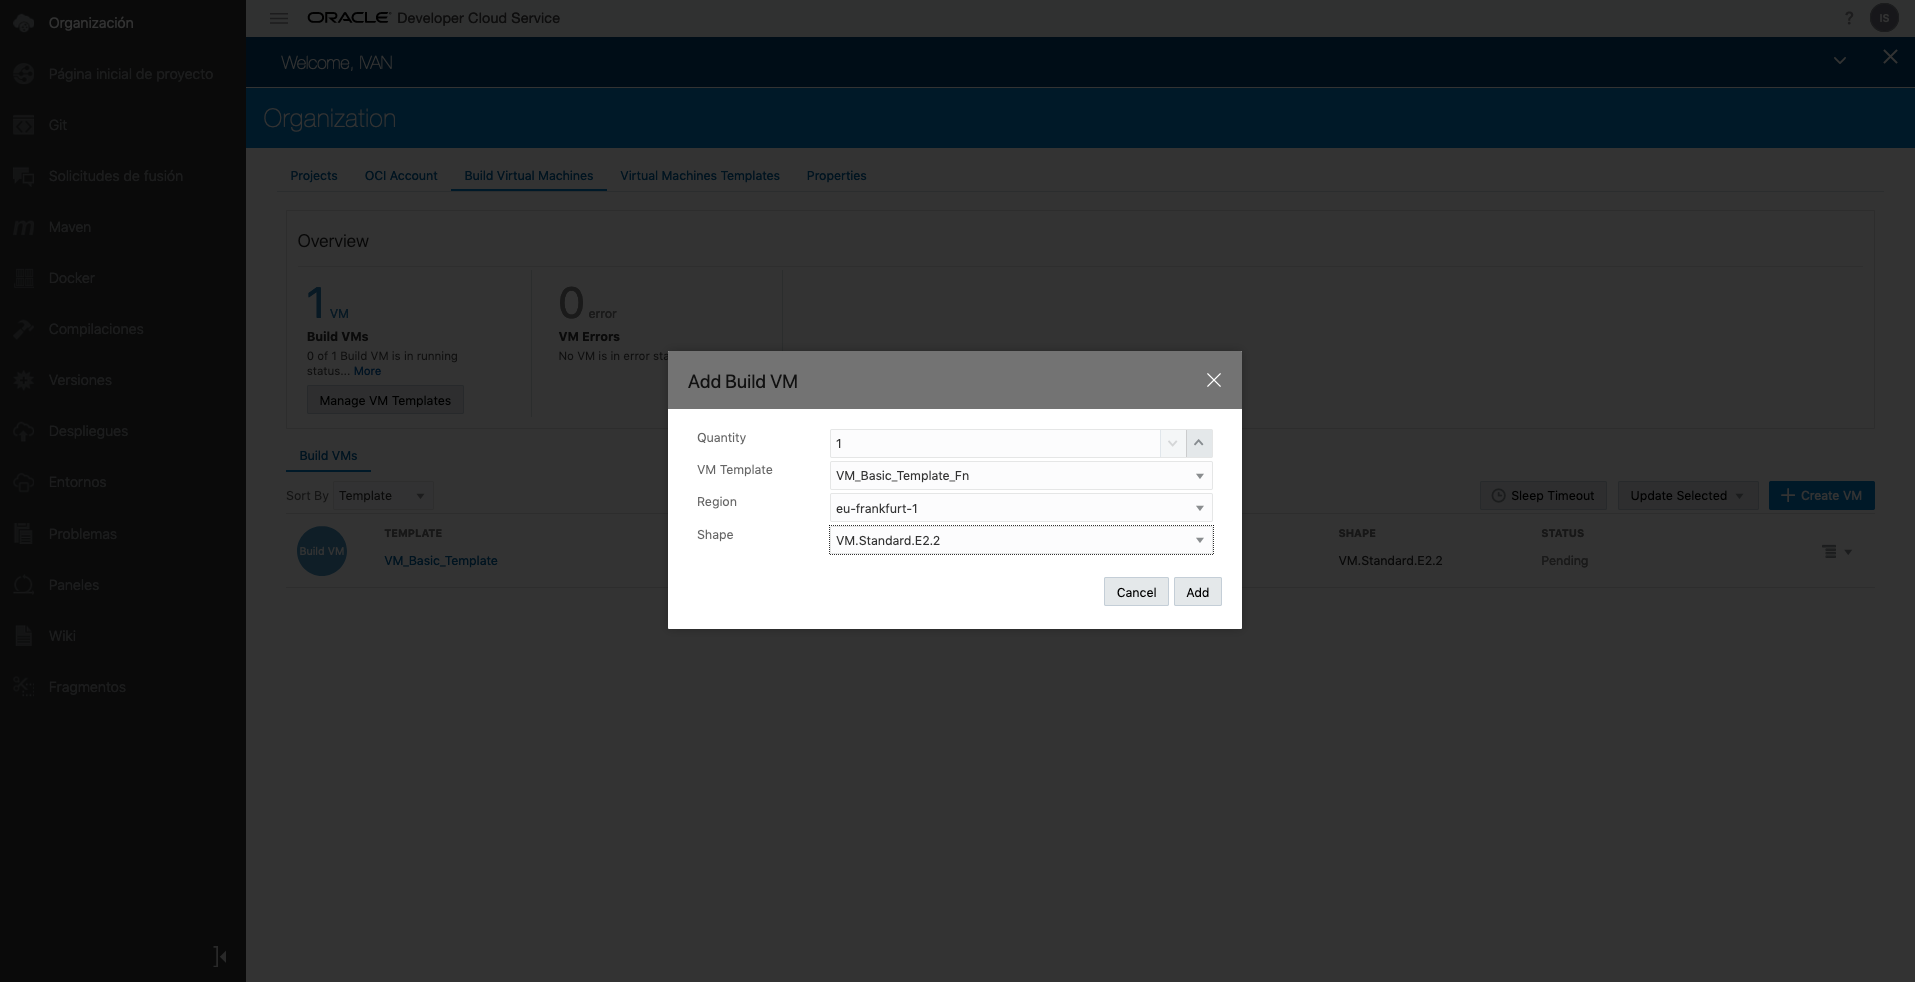 Organización
Página inicial de proyecto
Git
Solicitudes de fusión
Maven
Docker
Compilaciones
Versiones
Despliegues
Entornos
Problemas
Paneles
Wiki
Fragmentos
ORACLE Developer Cloud Service
? IS
Welcome, IVAN
Organization
Projects OCI Account Build Virtual Machines Virtual Machines Templates Properties
Overview
1 VM
Build VMs
0 of 1 Build VM is in running
status... More
Manage VM Templates
0 error
VM Errors
No VM is in error
Build VMs
Sort By Template
Sleep Timeout Update Selected Create VM
TEMPLATE SHAPE STATUS
Build VM VM_Basic_Template VM.Standard.E2.2 Pending
Add Build VM
Quantity 1
VM Template VM_Basic_Template_Fn
Region eu-frankfurt-1
Shape VM.Standard.E2.2
Cancel Add